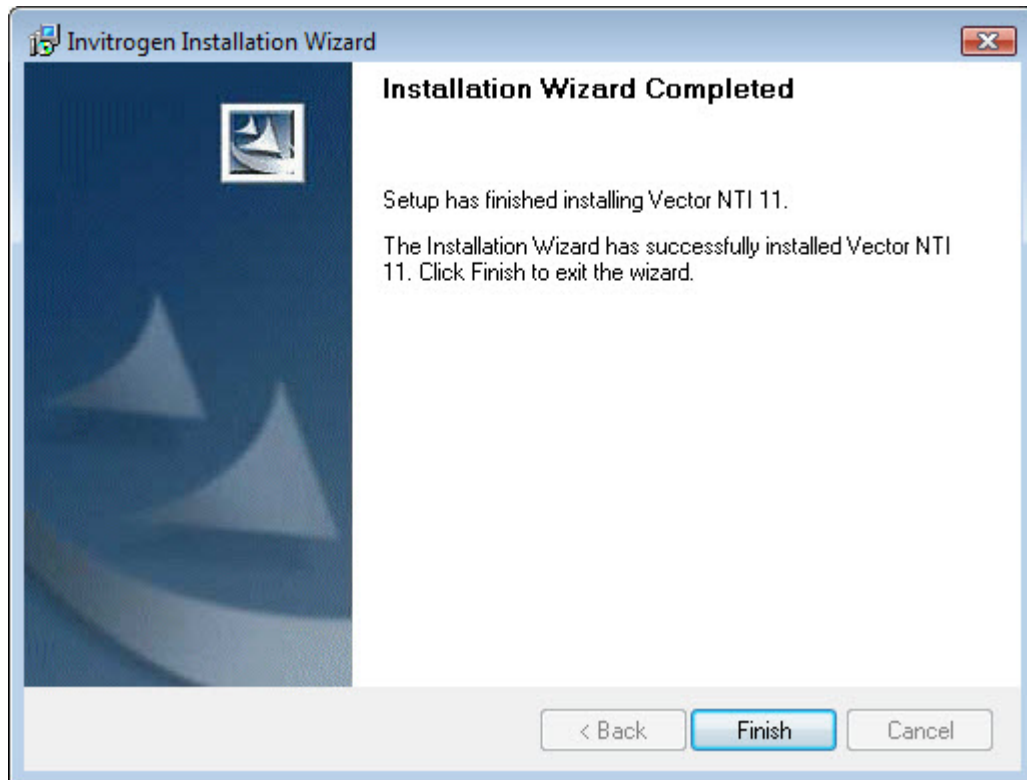 Invitrogen Installation Wizard
Installation Wizard Completed
Setup has finished installing Vector NTI 11.
The Installation Wizard has successfully installed Vector NTI
11. Click Finish to exit the wizard.
< Back
Finish
Cancel